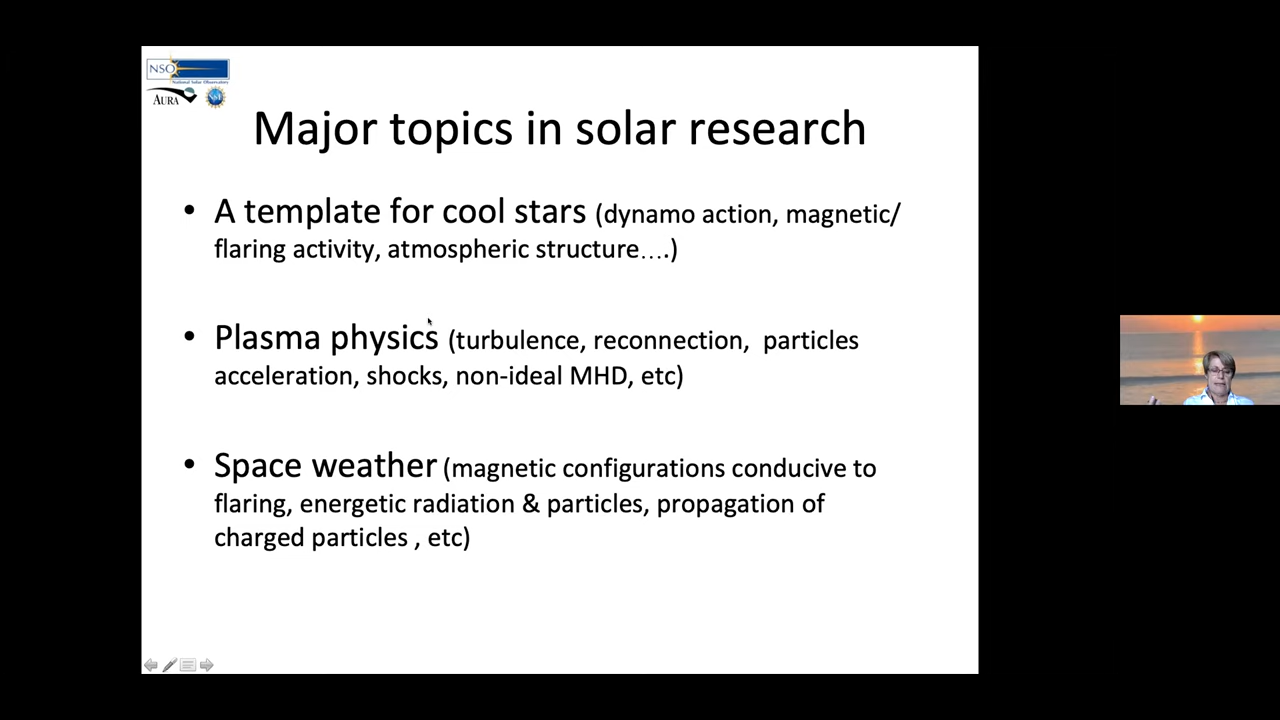 NSO
National Solar Observatory
AURA
NSF
Major topics in solar research
• A template for cool stars (dynamo action, magnetic/
flaring activity, atmospheric structure….)
• Plasma physics (turbulence, reconnection,  particles
acceleration, shocks, non-ideal MHD, etc)
• Space weather (magnetic configurations conducive to
flaring, energetic radiation & particles, propagation of
charged particles , etc)